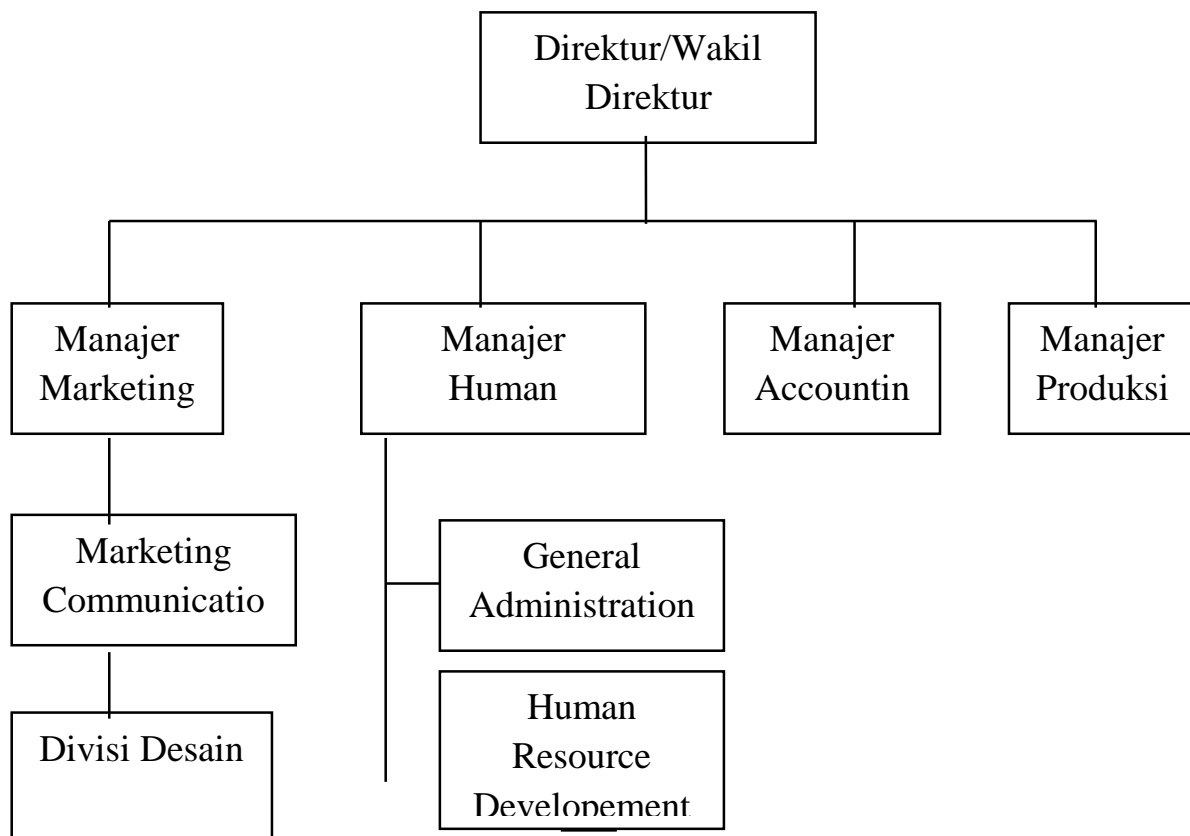 Direktur/Wakil
Direktur
Manajer
Marketing
Manajer
Human
Manajer
Accountin
Manajer
Produksi
Marketing
Communicatio
General
Administration
Divisi Desain
Human
Resource
Developement